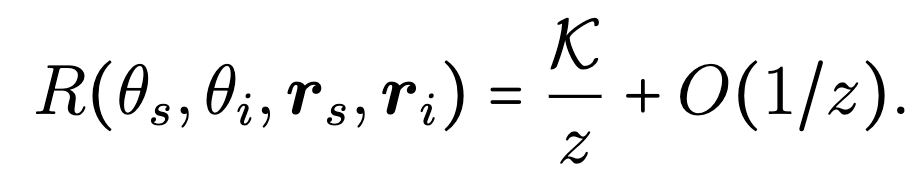 R(θ_s, θ_i, 𝒓_s, 𝒓_i) = 𝒦/z + O(1/z).